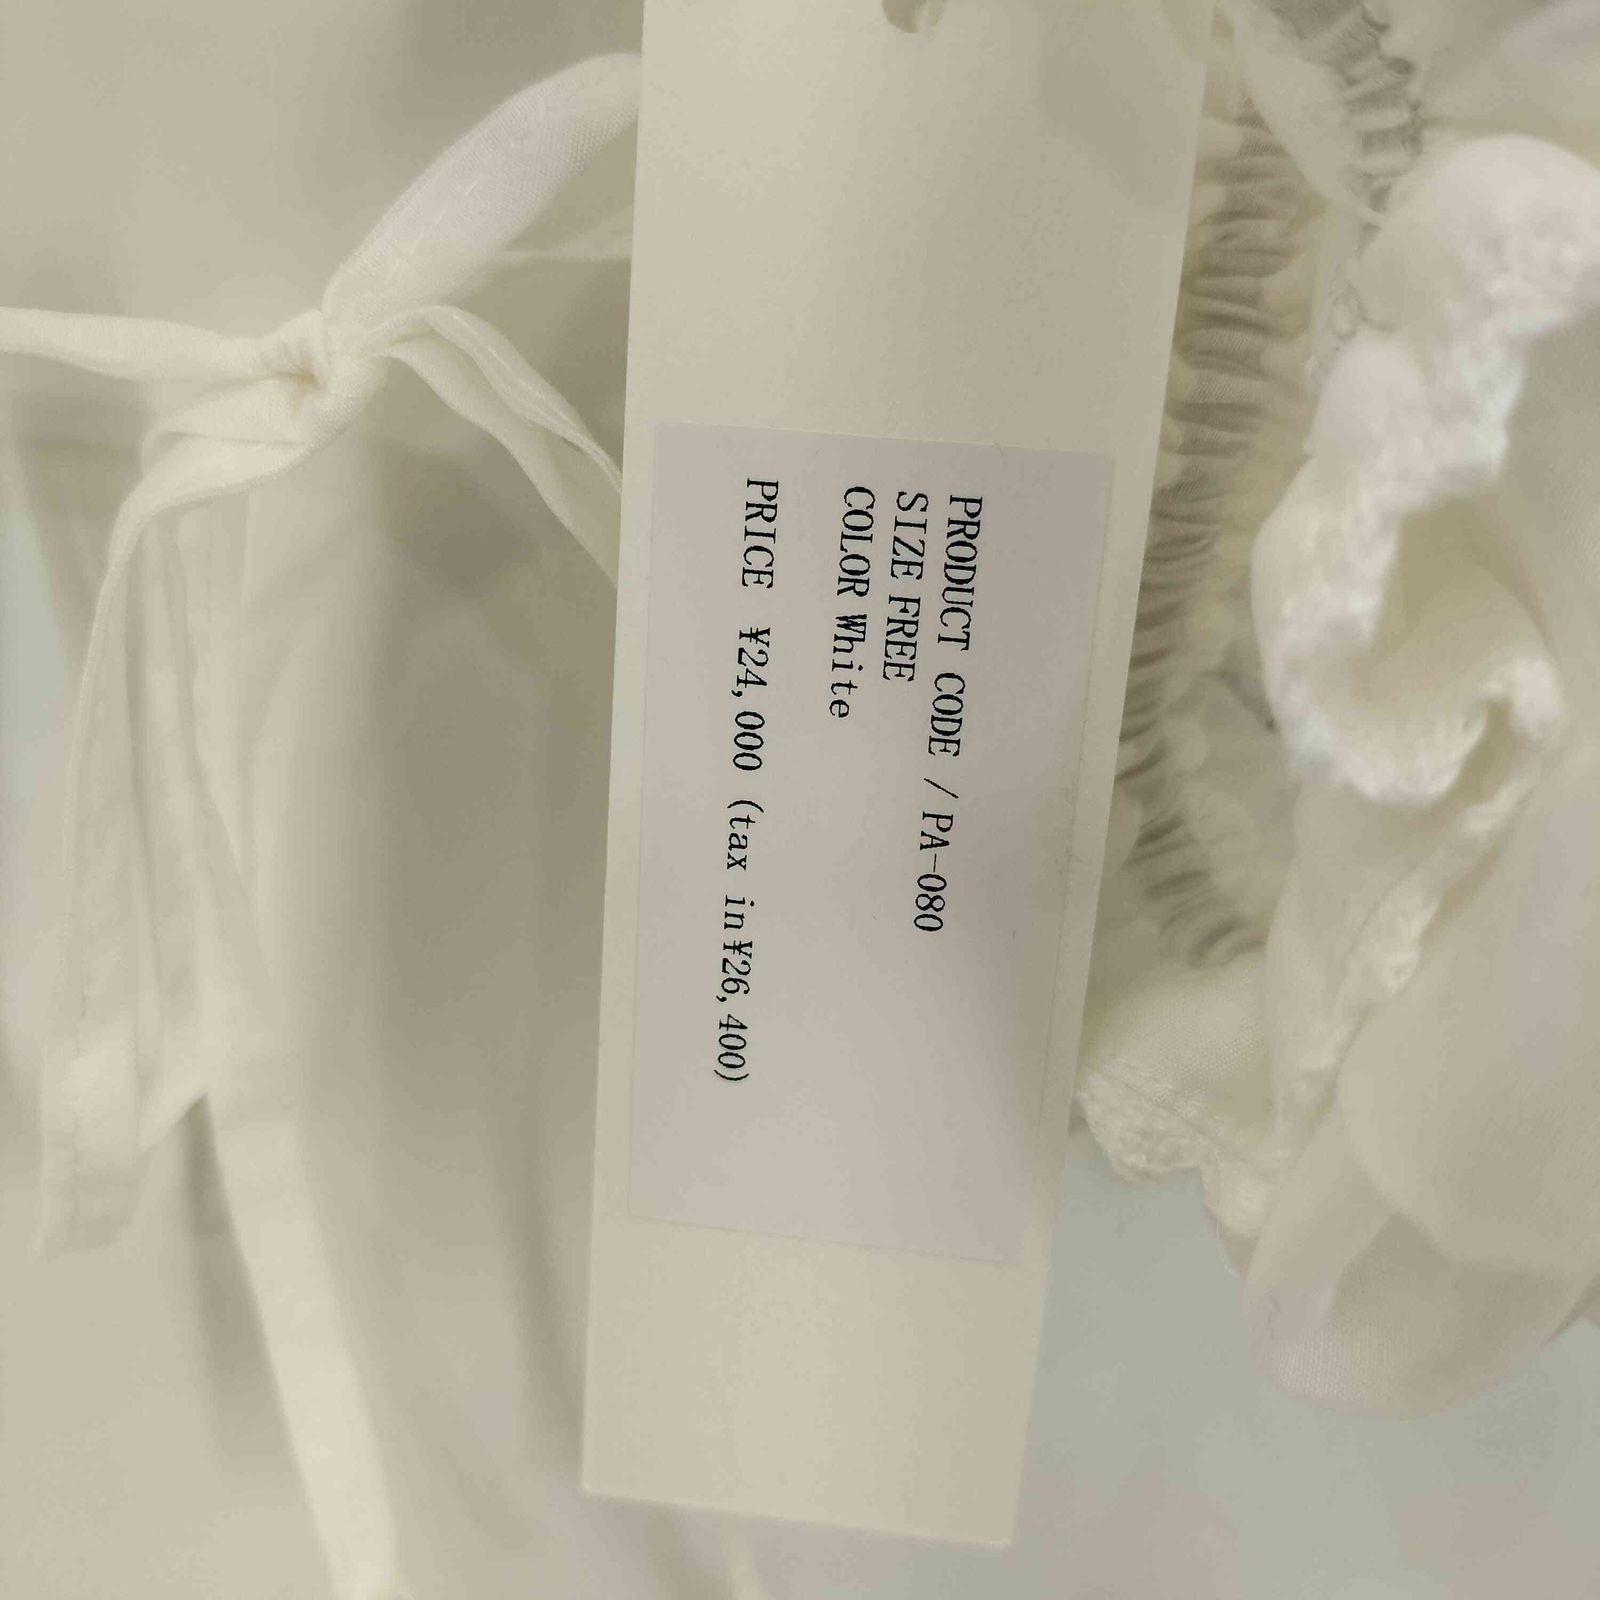 PRODUCT CODE / PA-080
SIZE FREE
COLOR White
PRICE ¥24,000 (tax in¥26,400)